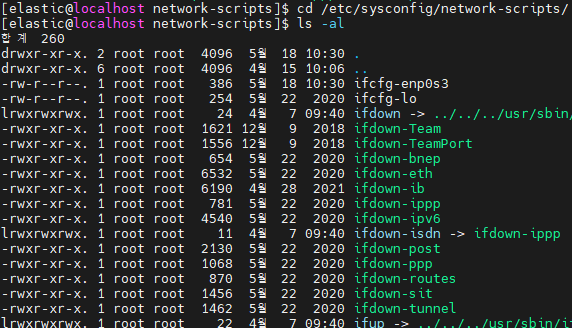 [elastic@localhost network-scripts]$ cd /etc/sysconfig/network-scripts/
[elastic@localhost network-scripts]$ ls -al
합계 260
drwxr-xr-x. 2 root root 4096 5월 18 10:30 .
drwxr-xr-x. 6 root root 4096 4월 15 10:06 ..
-rw-r--r--. 1 root root 386 5월 18 10:30 ifcfg-enp0s3
-rw-r--r--. 1 root root 254 5월 22 2020 ifcfg-lo
lrwxrwxrwx. 1 root root 24 4월 7 09:40 ifdown -> ../../../usr/sbin/
-rwxr-xr-x. 1 root root 1621 12월 9 2018 ifdown-Team
-rwxr-xr-x. 1 root root 1556 12월 9 2018 ifdown-TeamPort
-rwxr-xr-x. 1 root root 654 5월 22 2020 ifdown-bnep
-rwxr-xr-x. 1 root root 6532 5월 22 2020 ifdown-eth
-rwxr-xr-x. 1 root root 6190 4월 28 2021 ifdown-ib
-rwxr-xr-x. 1 root root 781 5월 22 2020 ifdown-ippp
-rwxr-xr-x. 1 root root 4540 5월 22 2020 ifdown-ipv6
lrwxrwxrwx. 1 root root 11 4월 7 09:40 ifdown-isdn -> ifdown-ippp
-rwxr-xr-x. 1 root root 2130 5월 22 2020 ifdown-post
-rwxr-xr-x. 1 root root 1068 5월 22 2020 ifdown-ppp
-rwxr-xr-x. 1 root root 870 5월 22 2020 ifdown-routes
-rwxr-xr-x. 1 root root 1456 5월 22 2020 ifdown-sit
-rwxr-xr-x. 1 root root 1462 5월 22 2020 ifdown-tunnel
lrwxrwxrwx. 1 root root 22 4월 7 09:40 ifup -> ../../../usr/sbin/i